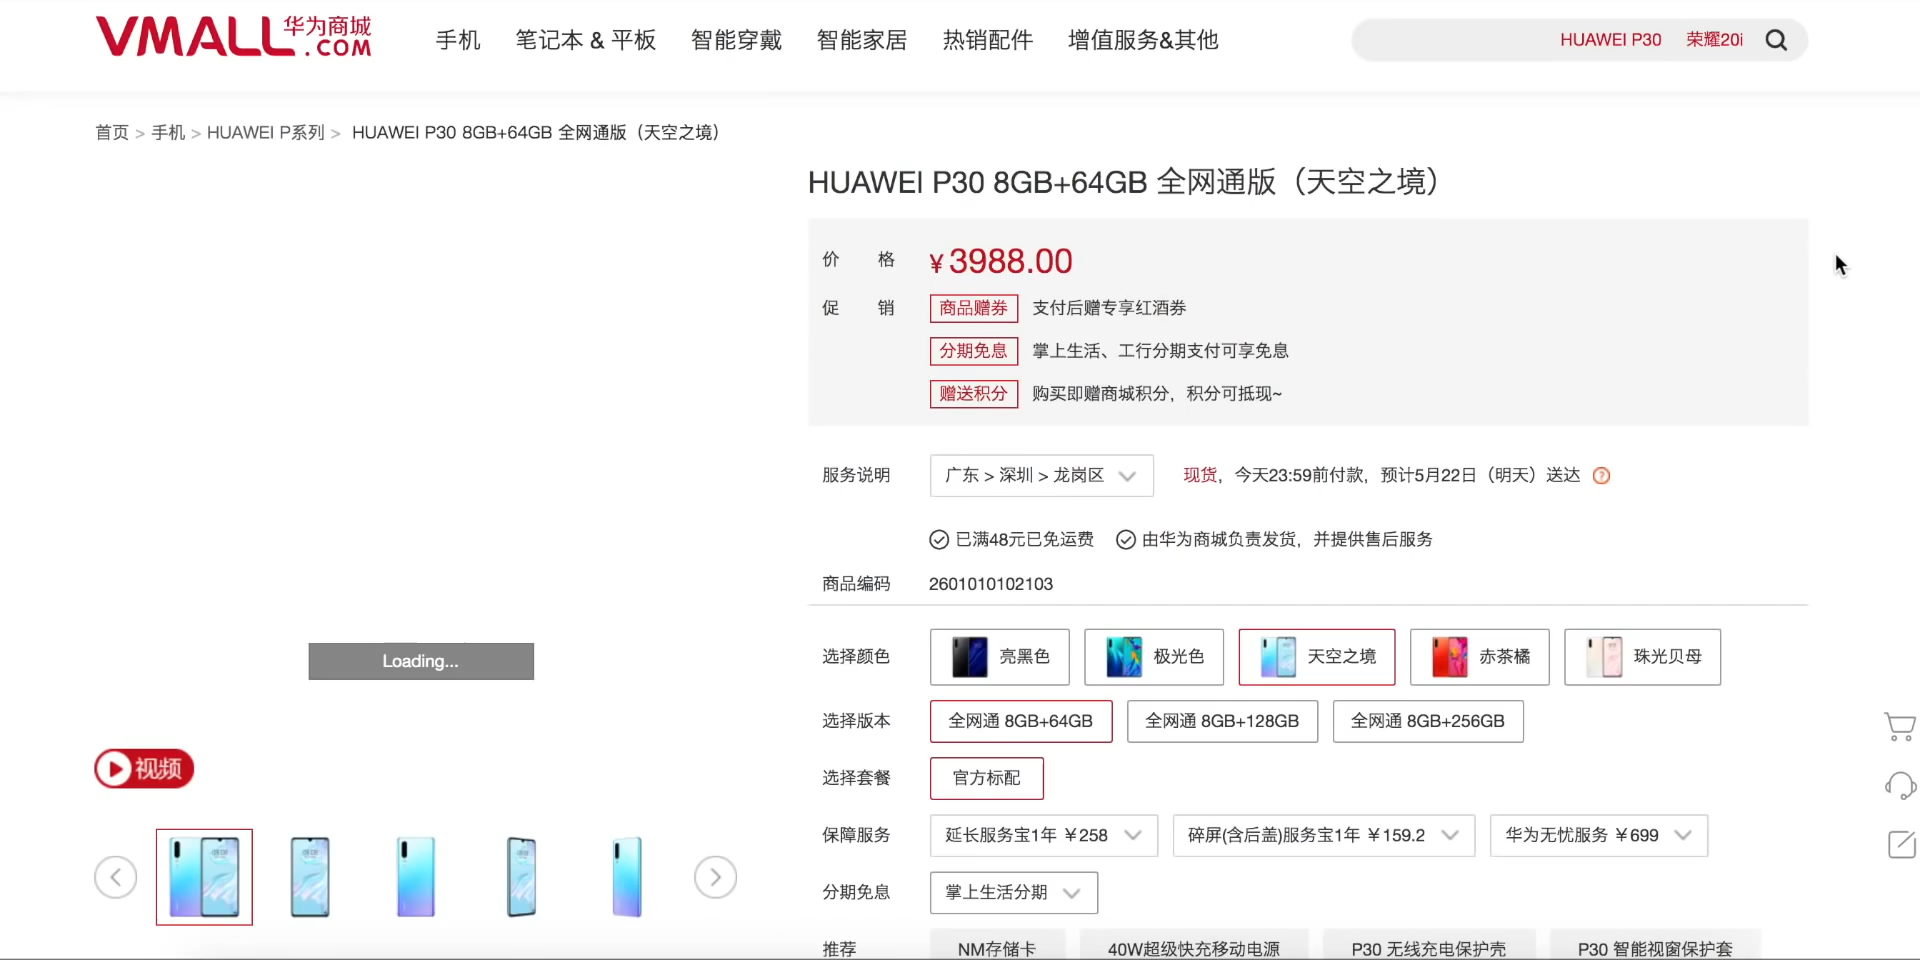 VMALL华为商城
.COM
手机 笔记本 & 平板 智能穿戴 智能家居 热销配件 增值服务&其他
HUAWEI P30 荣耀20i
首页 > 手机 > HUAWEI P系列 > HUAWEI P30 8GB+64GB 全网通版（天空之境）
HUAWEI P30 8GB+64GB 全网通版（天空之境）
价 格 ¥ 3988.00
促 销 商品赠券 支付后赠专享红酒券
分期免息 掌上生活、工行分期支付可享免息
赠送积分 购买即赠商城积分，积分可抵现~
服务说明 广东 > 深圳 > 龙岗区 现货，今天23:59前付款，预计5月22日（明天）送达 ?
已满48元已免运费 由华为商城负责发货，并提供售后服务
商品编码 2601010102103
选择颜色 亮黑色 极光色 天空之境 赤茶橘 珠光贝母
Loading...
选择版本 全网通 8GB+64GB 全网通 8GB+128GB 全网通 8GB+256GB
视频
选择套餐 官方标配
保障服务 延长服务宝1年 ¥258 碎屏(含后盖)服务宝1年 ¥159.2 华为无忧服务 ¥699
分期免息 掌上生活分期
推荐 NM存储卡 40W超级快充移动电源 P30 无线充电保护壳 P30 智能视窗保护套